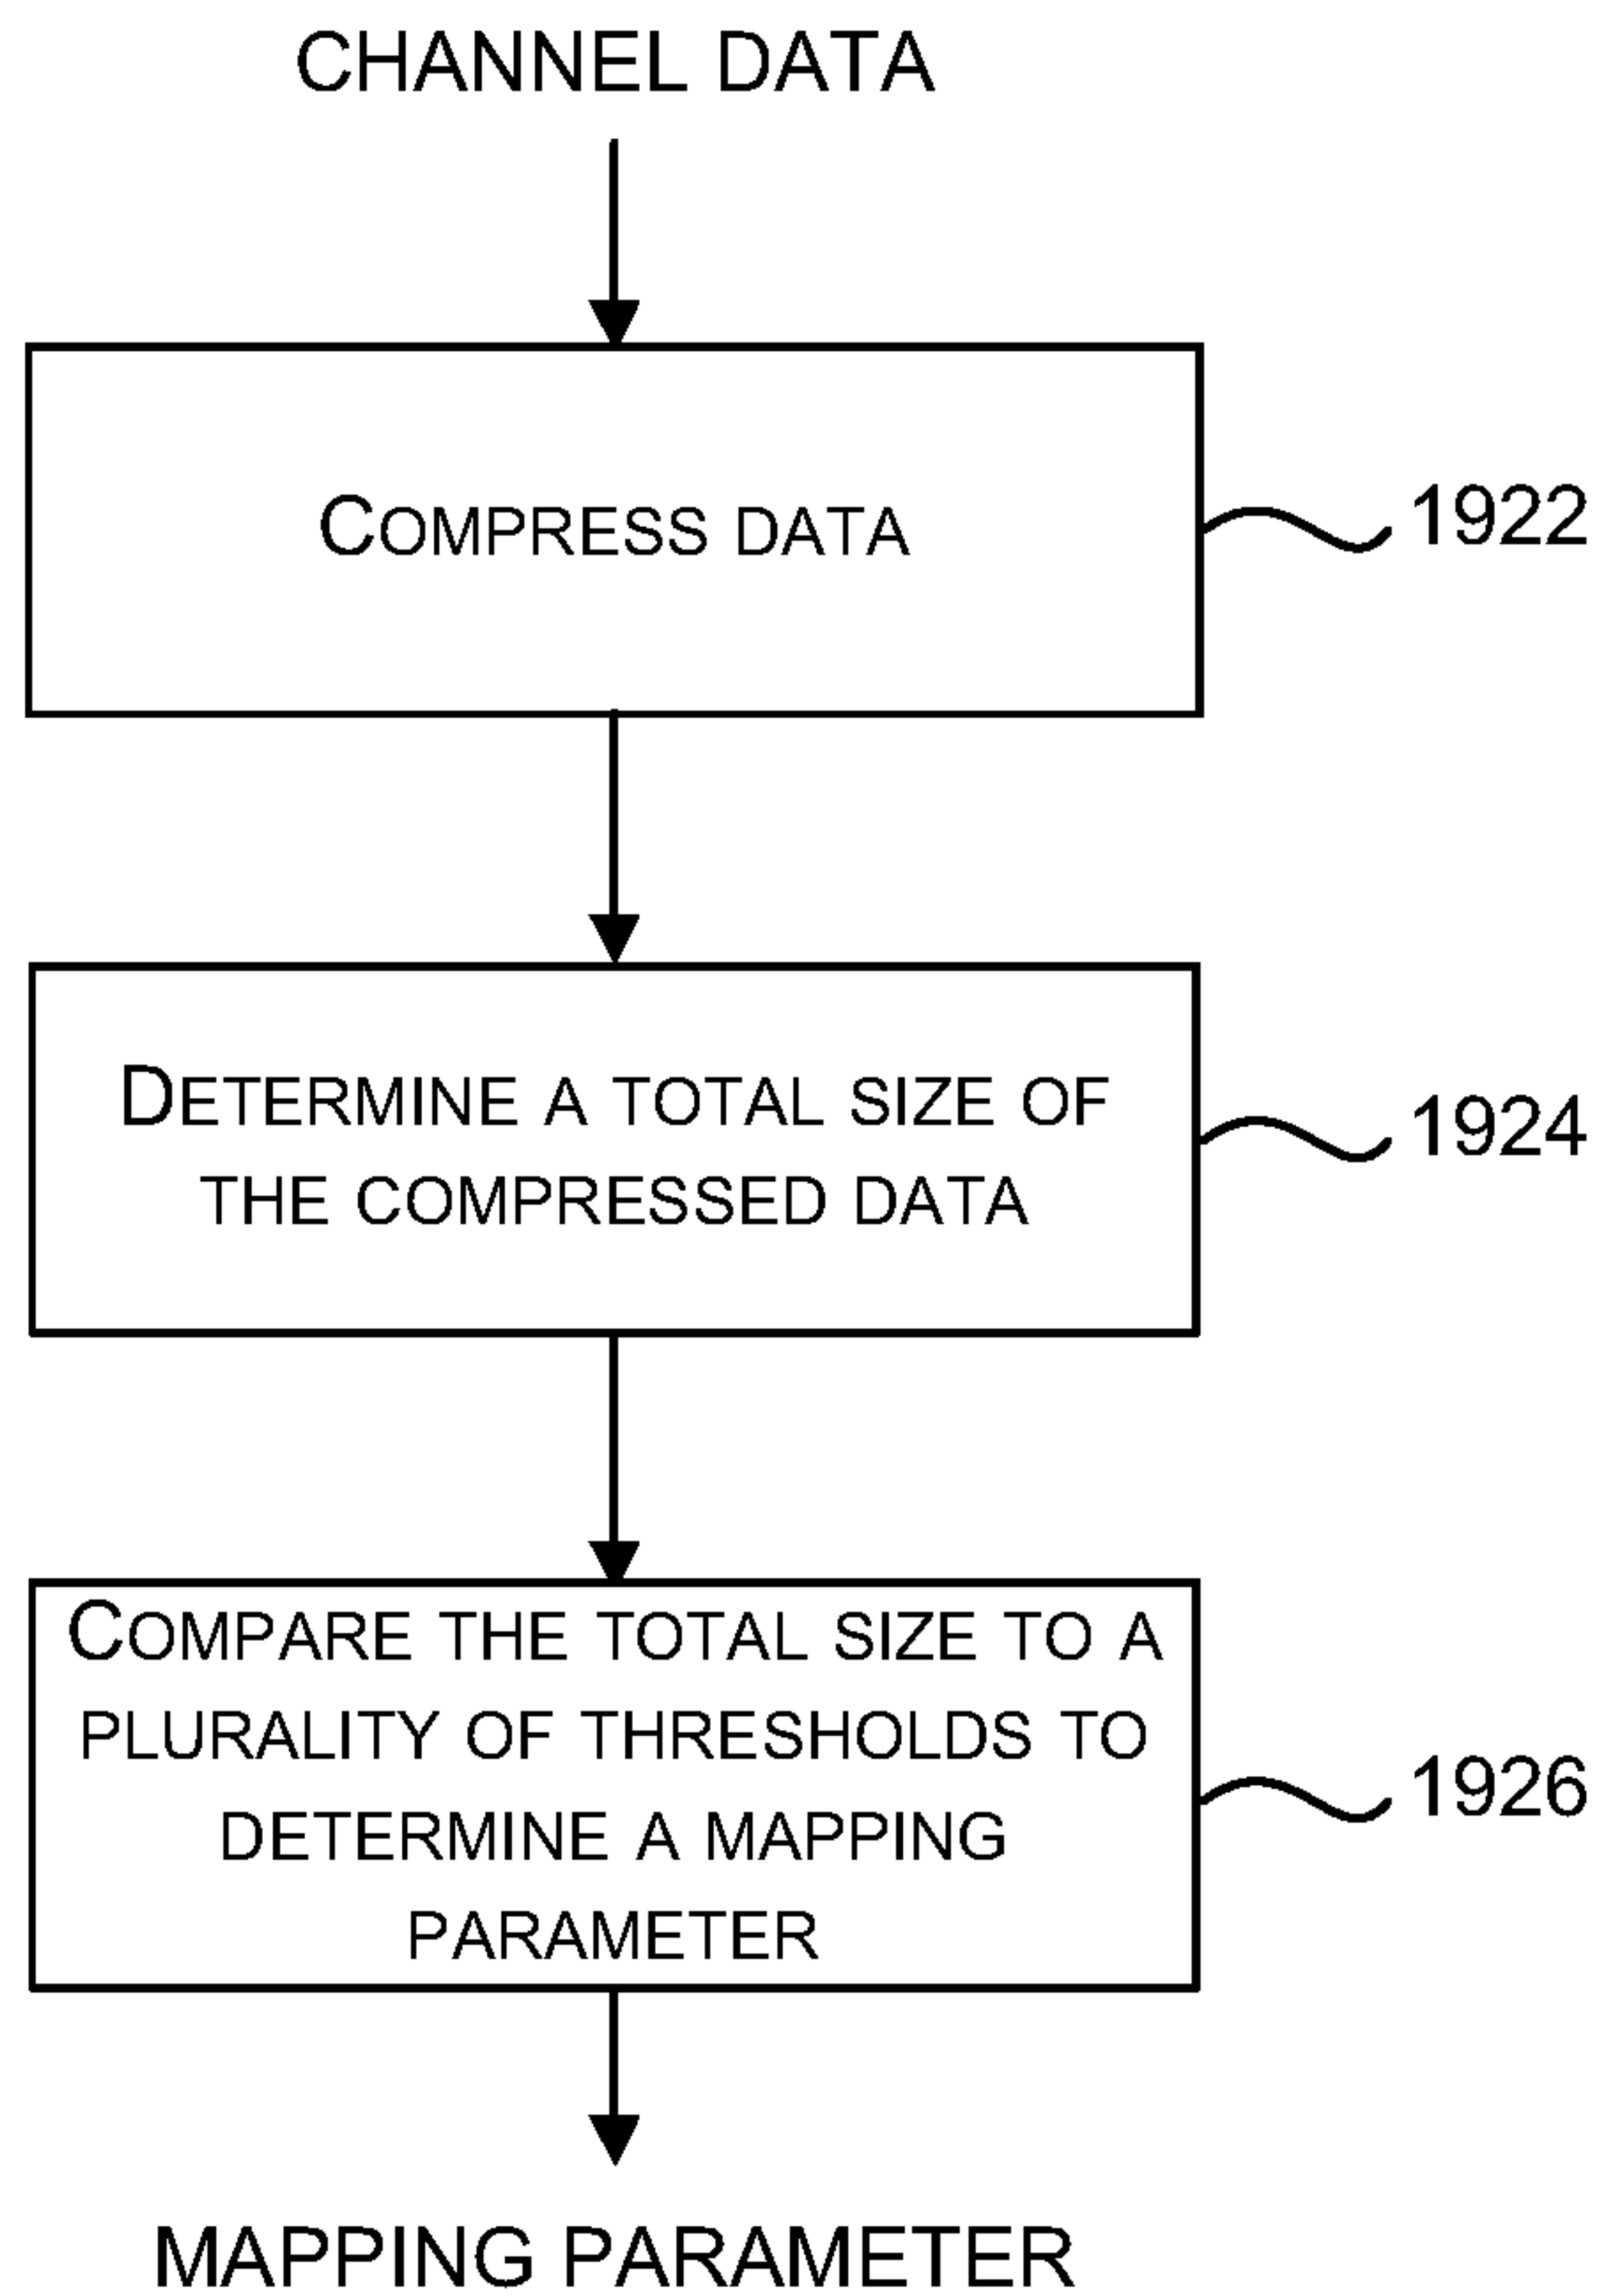 CHANNEL DATA
COMPRESS DATA
1922
DETERMINE A TOTAL SIZE OF
THE COMPRESSED DATA
1924
COMPARE THE TOTAL SIZE TO A
PLURALITY OF THRESHOLDS TO
DETERMINE A MAPPING
PARAMETER
1926
MAPPING PARAMETER